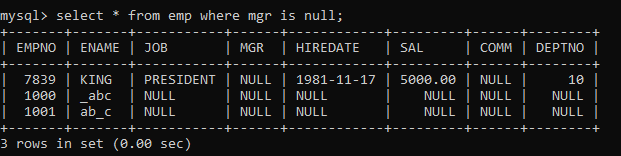 mysql> select * from emp where mgr is null;
+-------+-------+-----------+------+------------+---------+------+--------+
| EMPNO | ENAME | JOB       | MGR  | HIREDATE   | SAL     | COMM | DEPTNO |
+-------+-------+-----------+------+------------+---------+------+--------+
|  7839 | KING  | PRESIDENT | NULL | 1981-11-17 | 5000.00 | NULL |     10 |
|  1000 | _abc  | NULL      | NULL | NULL       |    NULL | NULL |   NULL |
|  1001 | ab_c  | NULL      | NULL | NULL       |    NULL | NULL |   NULL |
+-------+-------+-----------+------+------------+---------+------+--------+
3 rows in set (0.00 sec)